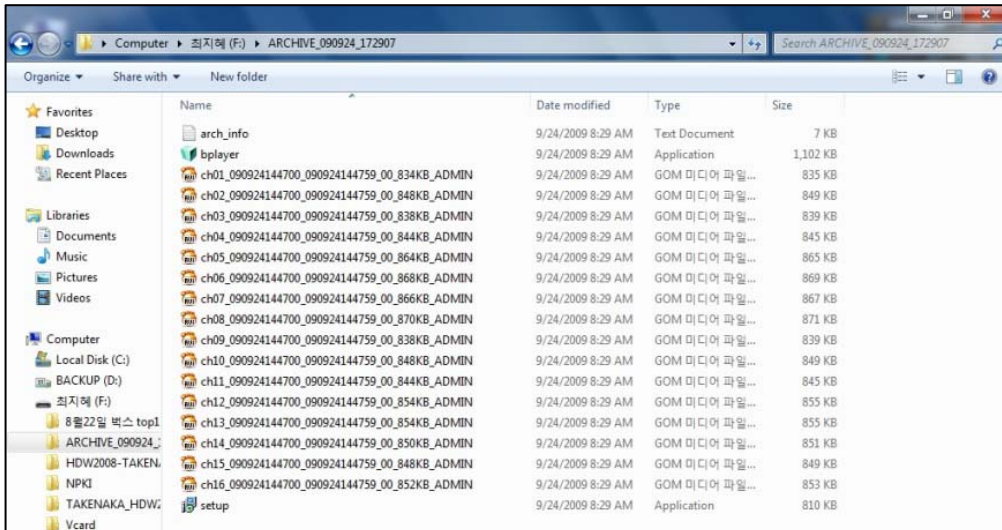 Computer ▸ 최지혜 (F:) ▸ ARCHIVE_090924_172907
Search ARCHIVE_090924_172907
Organize Share with New folder
Favorites
Desktop
Downloads
Recent Places
Libraries
Documents
Music
Pictures
Videos
Computer
Local Disk (C:)
BACKUP (D:)
최지혜 (F:)
8월22일 벅스 top1
ARCHIVE_090924_
HDW2008-TAKEN
NPKI
TAKENAKA_HDW
Vcard
Name Date modified Type Size
arch_info 9/24/2009 8:29 AM Text Document 7 KB
bplayer 9/24/2009 8:29 AM Application 1,102 KB
ch01_090924144700_090924144759_00_834KB_ADMIN 9/24/2009 8:29 AM GOM 미디어 파일... 835 KB
ch02_090924144700_090924144759_00_848KB_ADMIN 9/24/2009 8:29 AM GOM 미디어 파일... 849 KB
ch03_090924144700_090924144759_00_838KB_ADMIN 9/24/2009 8:29 AM GOM 미디어 파일... 839 KB
ch04_090924144700_090924144759_00_844KB_ADMIN 9/24/2009 8:29 AM GOM 미디어 파일... 845 KB
ch05_090924144700_090924144759_00_864KB_ADMIN 9/24/2009 8:29 AM GOM 미디어 파일... 865 KB
ch06_090924144700_090924144759_00_868KB_ADMIN 9/24/2009 8:29 AM GOM 미디어 파일... 869 KB
ch07_090924144700_090924144759_00_866KB_ADMIN 9/24/2009 8:29 AM GOM 미디어 파일... 867 KB
ch08_090924144700_090924144759_00_870KB_ADMIN 9/24/2009 8:29 AM GOM 미디어 파일... 871 KB
ch09_090924144700_090924144759_00_838KB_ADMIN 9/24/2009 8:29 AM GOM 미디어 파일... 839 KB
ch10_090924144700_090924144759_00_848KB_ADMIN 9/24/2009 8:29 AM GOM 미디어 파일... 849 KB
ch11_090924144700_090924144759_00_844KB_ADMIN 9/24/2009 8:29 AM GOM 미디어 파일... 845 KB
ch12_090924144700_090924144759_00_854KB_ADMIN 9/24/2009 8:29 AM GOM 미디어 파일... 855 KB
ch13_090924144700_090924144759_00_854KB_ADMIN 9/24/2009 8:29 AM GOM 미디어 파일... 855 KB
ch14_090924144700_090924144759_00_850KB_ADMIN 9/24/2009 8:29 AM GOM 미디어 파일... 851 KB
ch15_090924144700_090924144759_00_848KB_ADMIN 9/24/2009 8:29 AM GOM 미디어 파일... 849 KB
ch16_090924144700_090924144759_00_852KB_ADMIN 9/24/2009 8:29 AM GOM 미디어 파일... 853 KB
setup 9/24/2009 8:29 AM Application 810 KB